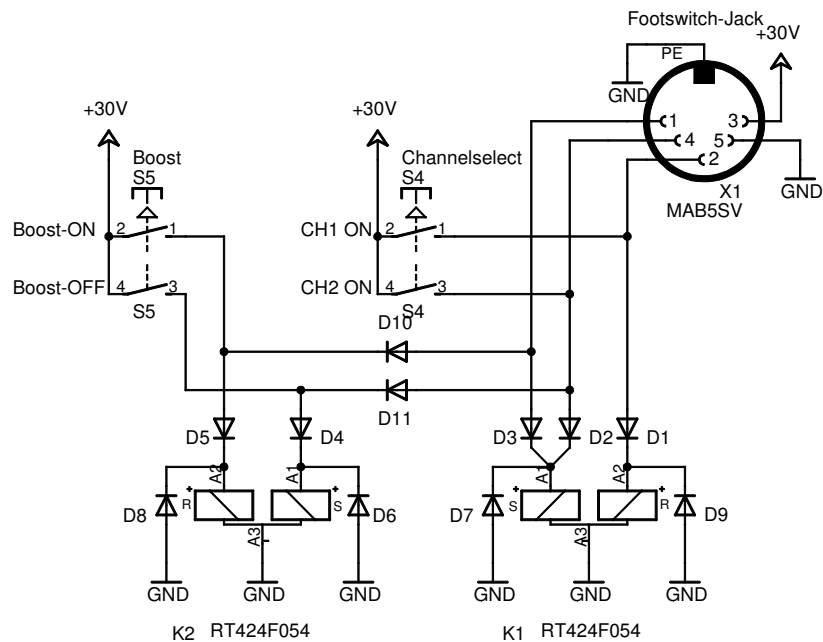 Footswitch-Jack
+30V
PE
GND
1 3
4 5
2
X1
MAB5SV
GND
+30V
Boost
S5
+30V
Channelselect
S4
Boost-ON 2 1
CH1 ON 2 1
Boost-OFF 4 3
CH2 ON 4 3
S5
S4
D10
D11
D5 D4 D3 D2 D1
A2 A1 A1 A2
+ + + +
R S S R
D8 D6 D7 D9
A3 A3
GND GND GND GND GND GND
K2 RT424F054 K1 RT424F054